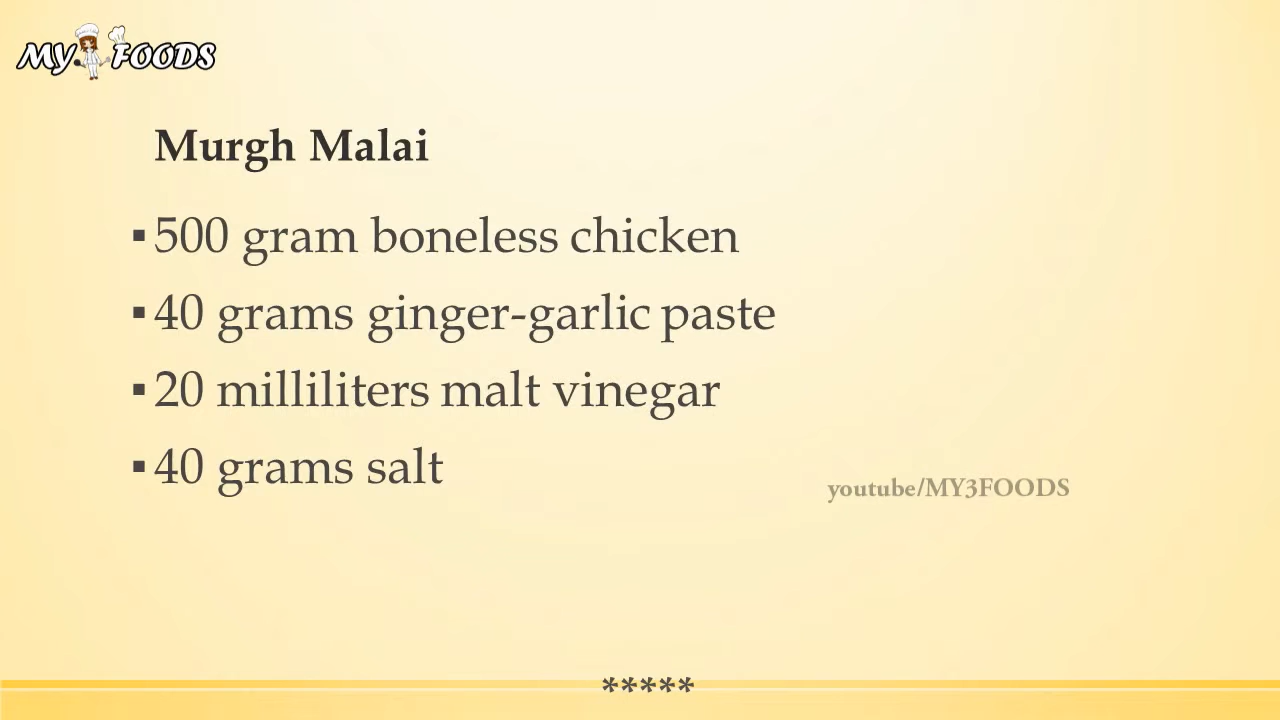 MY FOODS
Murgh Malai
▪ 500 gram boneless chicken
▪ 40 grams ginger-garlic paste
▪ 20 milliliters malt vinegar
▪ 40 grams salt
youtube/MY3FOODS
*****